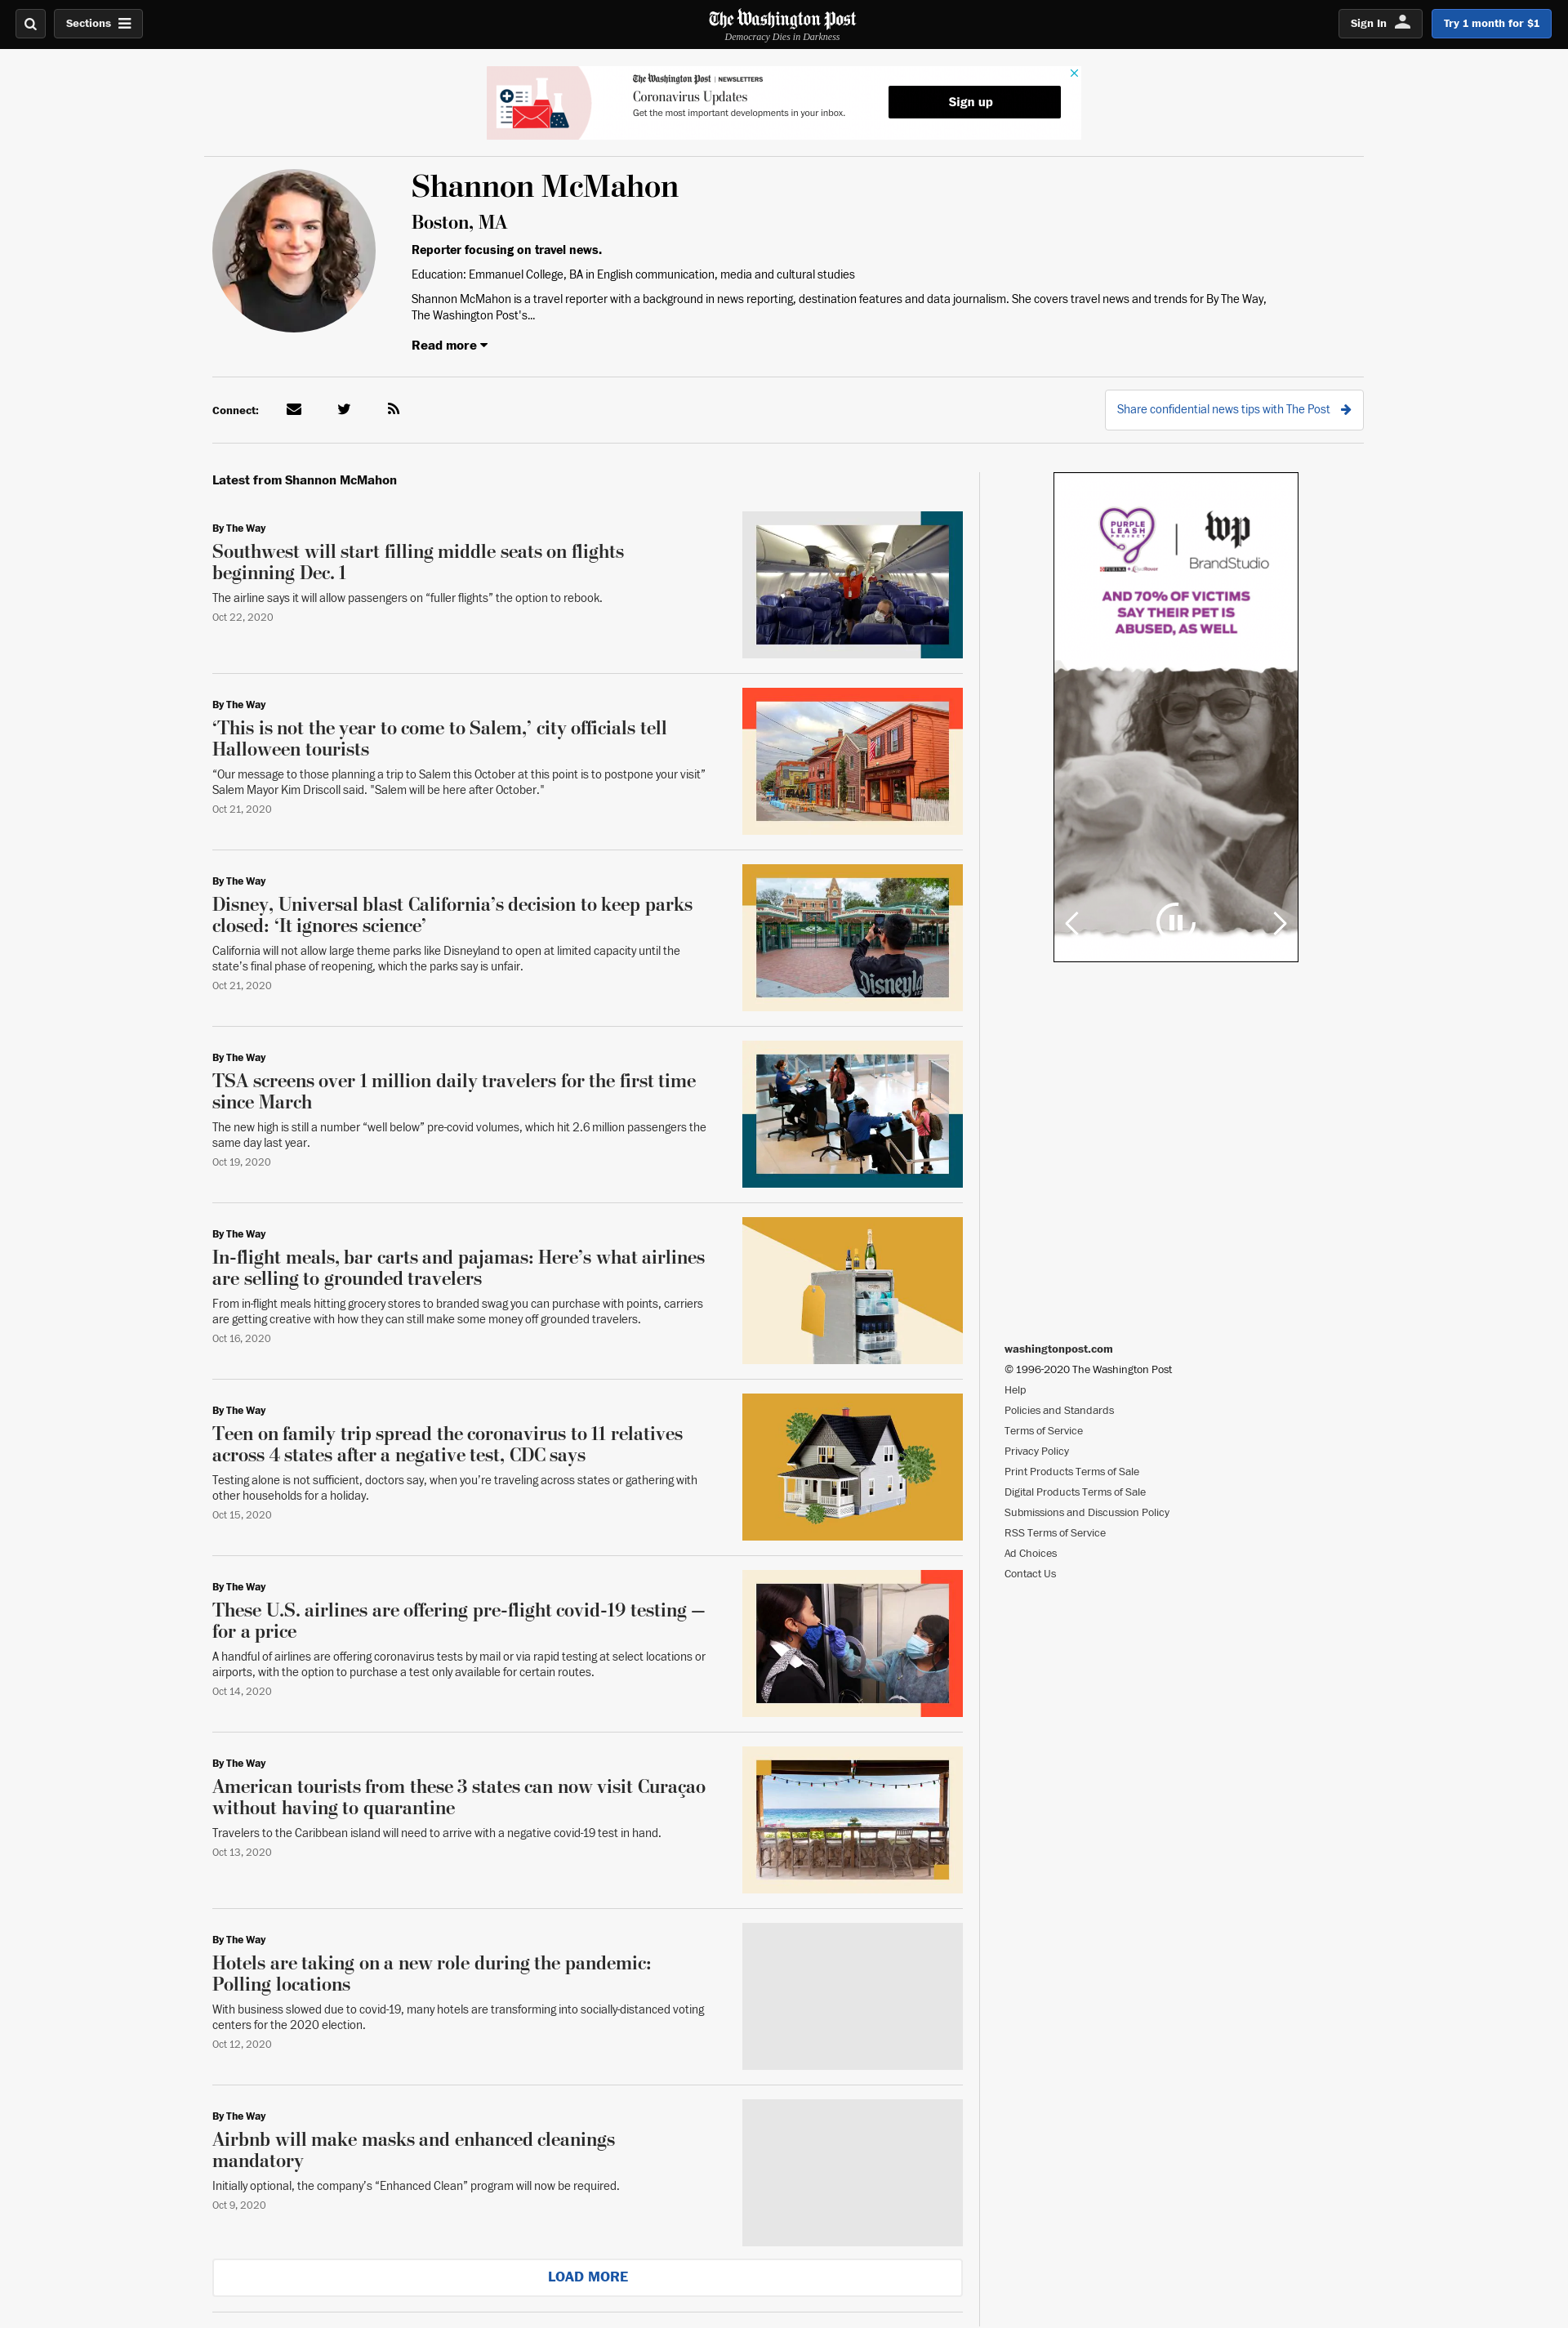 Sections
The Washington Post
Democracy Dies in Darkness
Sign In
Try 1 month for $1
The Washington Post | NEWSLETTERS
Coronavirus Updates
Get the most important developments in your inbox.
Sign up
Shannon McMahon
Boston, MA
Reporter focusing on travel news.
Education: Emmanuel College, BA in English communication, media and cultural studies
Shannon McMahon is a travel reporter with a background in news reporting, destination features and data journalism. She covers travel news and trends for By The Way,
The Washington Post's...
Read more
Connect:
Share confidential news tips with The Post
Latest from Shannon McMahon
By The Way
Southwest will start filling middle seats on flights
beginning Dec. 1
The airline says it will allow passengers on “fuller flights” the option to rebook.
Oct 22, 2020
By The Way
‘This is not the year to come to Salem,’ city officials tell
Halloween tourists
“Our message to those planning a trip to Salem this October at this point is to postpone your visit”
Salem Mayor Kim Driscoll said. "Salem will be here after October."
Oct 21, 2020
By The Way
Disney, Universal blast California’s decision to keep parks
closed: ‘It ignores science’
California will not allow large theme parks like Disneyland to open at limited capacity until the
state’s final phase of reopening, which the parks say is unfair.
Oct 21, 2020
Disneyla
By The Way
TSA screens over 1 million daily travelers for the first time
since March
The new high is still a number “well below” pre-covid volumes, which hit 2.6 million passengers the
same day last year.
Oct 19, 2020
By The Way
In-flight meals, bar carts and pajamas: Here’s what airlines
are selling to grounded travelers
From in-flight meals hitting grocery stores to branded swag you can purchase with points, carriers
are getting creative with how they can still make some money off grounded travelers.
Oct 16, 2020
By The Way
Teen on family trip spread the coronavirus to 11 relatives
across 4 states after a negative test, CDC says
Testing alone is not sufficient, doctors say, when you’re traveling across states or gathering with
other households for a holiday.
Oct 15, 2020
By The Way
These U.S. airlines are offering pre-flight covid-19 testing —
for a price
A handful of airlines are offering coronavirus tests by mail or via rapid testing at select locations or
airports, with the option to purchase a test only available for certain routes.
Oct 14, 2020
By The Way
American tourists from these 3 states can now visit Curaçao
without having to quarantine
Travelers to the Caribbean island will need to arrive with a negative covid-19 test in hand.
Oct 13, 2020
By The Way
Hotels are taking on a new role during the pandemic:
Polling locations
With business slowed due to covid-19, many hotels are transforming into socially-distanced voting
centers for the 2020 election.
Oct 12, 2020
By The Way
Airbnb will make masks and enhanced cleanings
mandatory
Initially optional, the company’s “Enhanced Clean” program will now be required.
Oct 9, 2020
LOAD MORE
PURPLE
LEASH
PROJECT
PURINA
wp
BrandStudio
AND 70% OF VICTIMS
SAY THEIR PET IS
ABUSED, AS WELL
washingtonpost.com
© 1996-2020 The Washington Post
Help
Policies and Standards
Terms of Service
Privacy Policy
Print Products Terms of Sale
Digital Products Terms of Sale
Submissions and Discussion Policy
RSS Terms of Service
Ad Choices
Contact Us